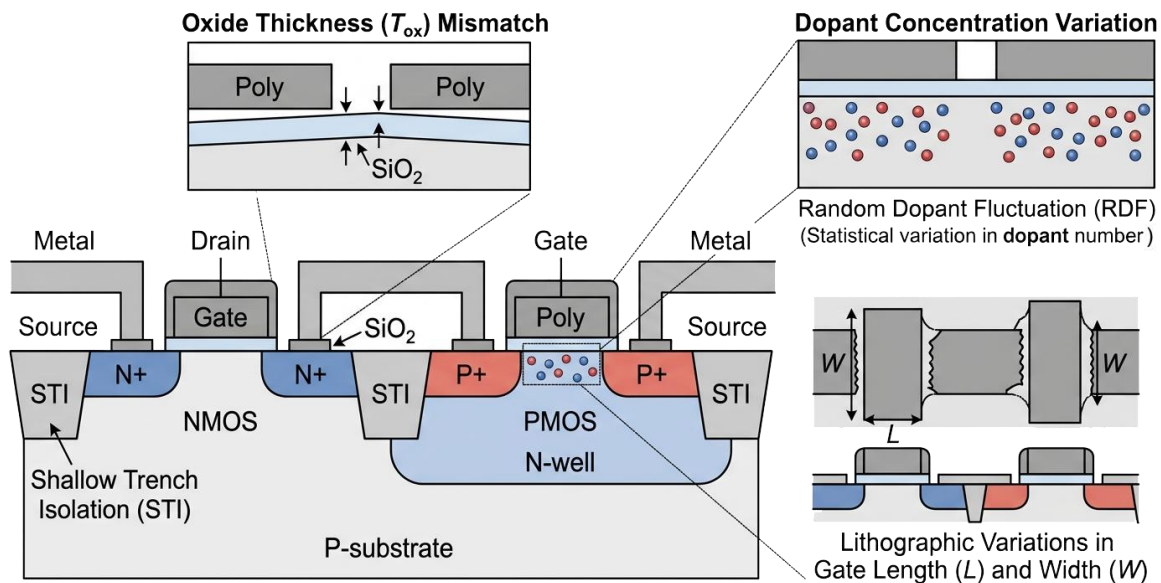 Oxide Thickness (Tox) Mismatch
Poly
Poly
SiO2
Dopant Concentration Variation
Random Dopant Fluctuation (RDF)
(Statistical variation in dopant number)
Metal
Drain
Gate
Metal
Source
Gate
SiO2
Poly
Source
STI
N+
N+
STI
P+
P+
STI
NMOS
PMOS
N-well
Shallow Trench
Isolation (STI)
P-substrate
W
W
L
Lithographic Variations in
Gate Length (L) and Width (W)